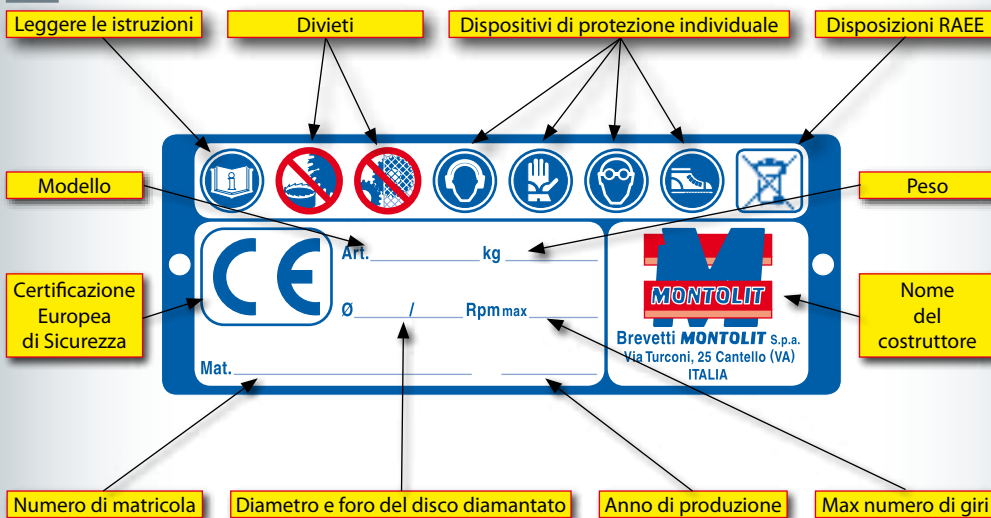 Leggere le istruzioni
Divieti
Dispositivi di protezione individuale
Disposizioni RAEE
Modello
Peso
Art. kg
Certificazione
Europea
di Sicurezza
CE
MONTOLIT
Nome
del
costruttore
Ø / Rpm max
Brevetti MONTOLIT S.p.a.
Via Turconi, 25 Cantello (VA)
ITALIA
Mat.
Numero di matricola
Diametro e foro del disco diamantato
Anno di produzione
Max numero di giri